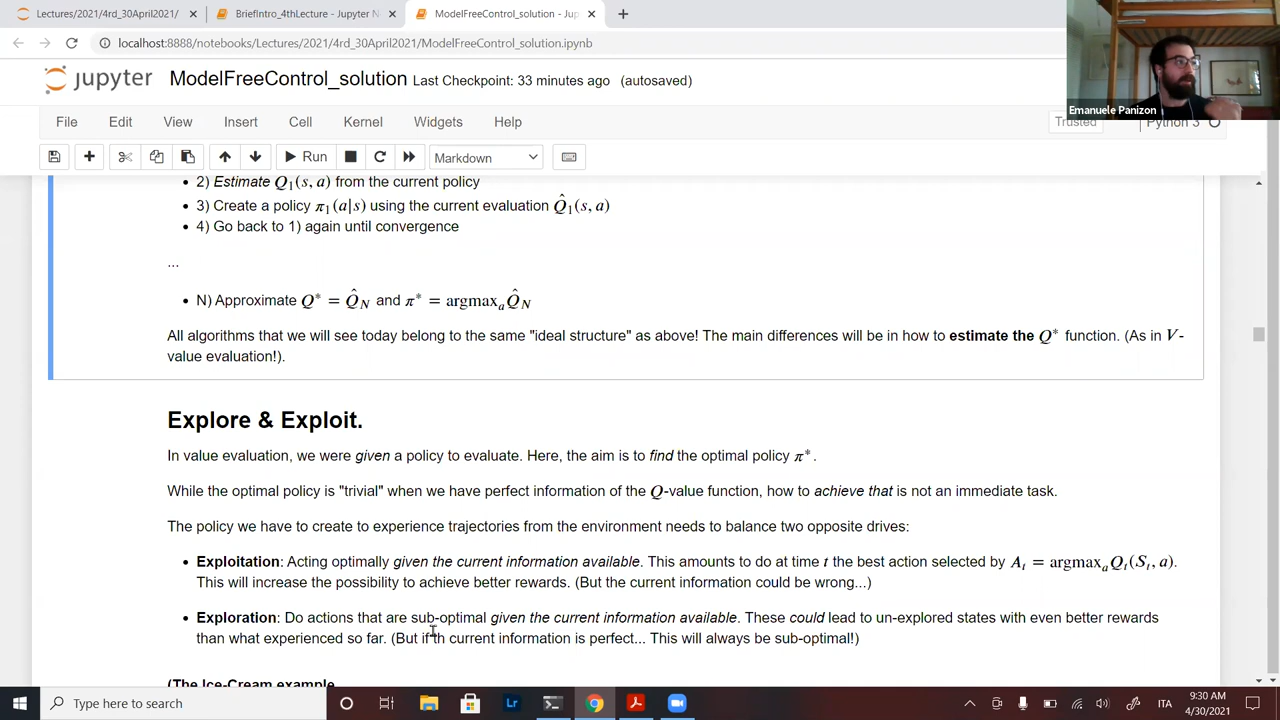 Lectures/2021/4rd_30April2021/
BriefIntro_4thLecture - Jupyter N
ModelFreeControl_solution - Jup
localhost:8888/notebooks/Lectures/2021/4rd_30April2021/ModelFreeControl_solution.ipynb
Emanuele Panizon
jupyter ModelFreeControl_solution Last Checkpoint: 33 minutes ago (autosaved)
File Edit View Insert Cell Kernel Widgets Help
Trusted Python 3
Run Markdown
• 2) Estimate Q₁(s, a) from the current policy
• 3) Create a policy π₁(a|s) using the current evaluation Q̂₁(s, a)
• 4) Go back to 1) again until convergence
...
• N) Approximate Q* = Q̂_N and π* = argmaxₐQ̂_N
All algorithms that we will see today belong to the same "ideal structure" as above! The main differences will be in how to estimate the Q* function. (As in V-
value evaluation!).
Explore & Exploit.
In value evaluation, we were given a policy to evaluate. Here, the aim is to find the optimal policy π*.
While the optimal policy is "trivial" when we have perfect information of the Q-value function, how to achieve that is not an immediate task.
The policy we have to create to experience trajectories from the environment needs to balance two opposite drives:
• Exploitation: Acting optimally given the current information available. This amounts to do at time t the best action selected by Aₜ = argmaxₐQₜ(Sₜ, a).
This will increase the possibility to achieve better rewards. (But the current information could be wrong...)
• Exploration: Do actions that are sub-optimal given the current information available. These could lead to un-explored states with even better rewards
than what experienced so far. (But if th current information is perfect... This will always be sub-optimal!)
(The Ice-Cream example
Type here to search
ITA
9:30 AM
4/30/2021